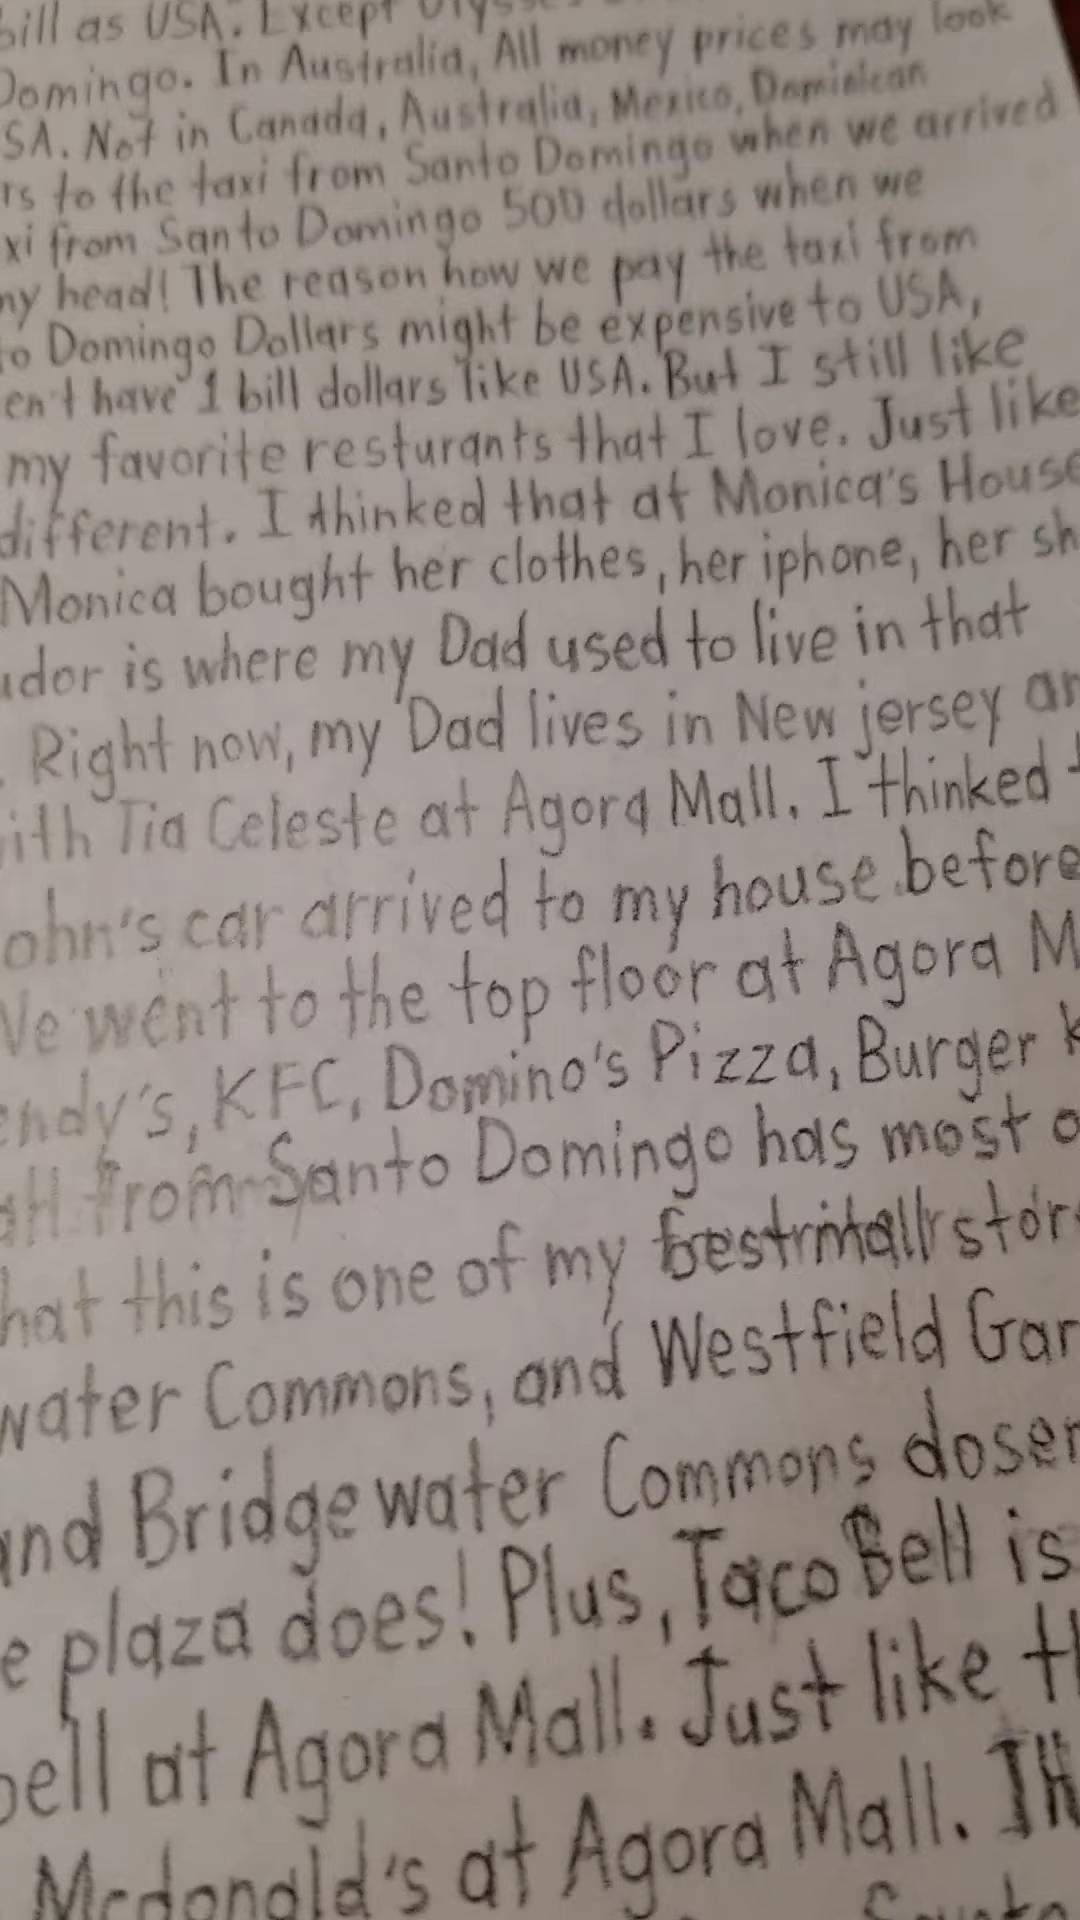 bill as USA. Except
Domingo. In Australia, All money prices may look
SA. Not in Canada, Australia, Mexico, Dominican
rs to the taxi from Santo Domingo when we arrived
xi from Santo Domingo 500 dollars when we
my head! The reason how we pay the taxi from
to Domingo Dollars might be expensive to USA,
en't have 1 bill dollars like USA. But I still like
my favorite resturants that I love. Just like
different. I thinked that at Monica's House
Monica bought her clothes, her iphone, her sh
ador is where my Dad used to live in that
. Right now, my Dad lives in New jersey an
ith Tia Celeste at Agora Mall. I thinked t
ohn's car arrived to my house before
We went to the top floor at Agora M
endy's, KFC, Domino's Pizza, Burger K
all from Santo Domingo has most o
hat this is one of my stor
water Commons, and Westfield Gar
and Bridgewater Commons doser
e plaza does! Plus, Taco Bell is
bell at Agora Mall. Just like th
Mcdonald's at Agora Mall.